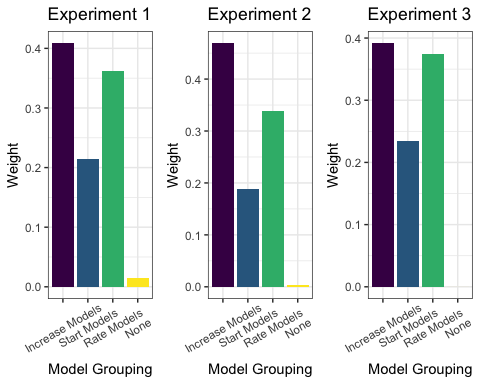 Experiment 1
Experiment 2
Experiment 3
Weight
0.4
0.3
0.2
0.1
0.0
Increase Models
Start Models
Rate Models
None
Model Grouping
Weight
0.4
0.3
0.2
0.1
0.0
Increase Models
Start Models
Rate Models
None
Model Grouping
Weight
0.4
0.3
0.2
0.1
0.0
Increase Models
Start Models
Rate Models
None
Model Grouping